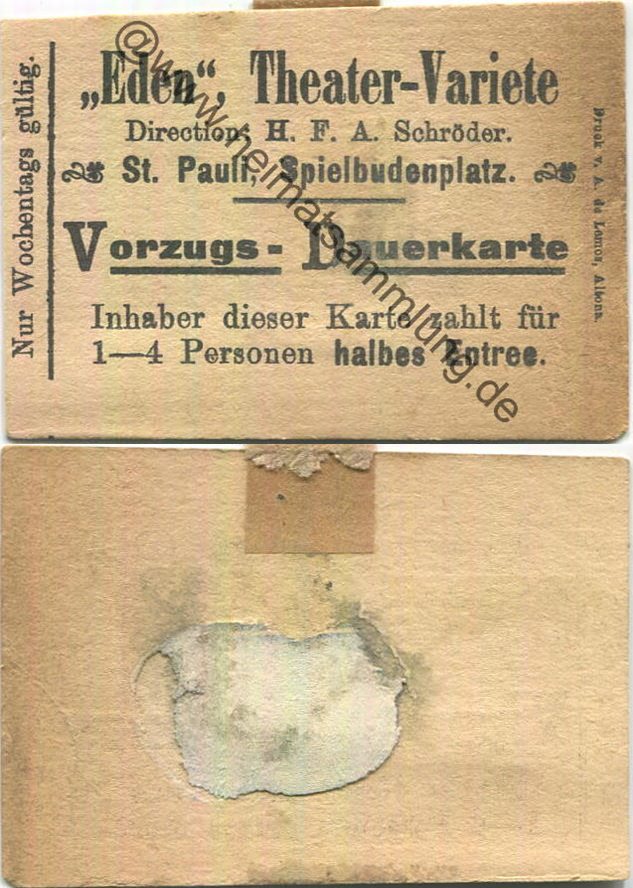 Nur Wochentags gültig.
„Eden“, Theater-Variete
Direction: H. F. A. Schröder.
St. Pauli, Spielbudenplatz.
Vorzugs- Dauerkarte
Inhaber dieser Karte zahlt für
1—4 Personen halbes Entree.
Druck v. A. de Lemos, Altona.
@www.heimatsammlung.de